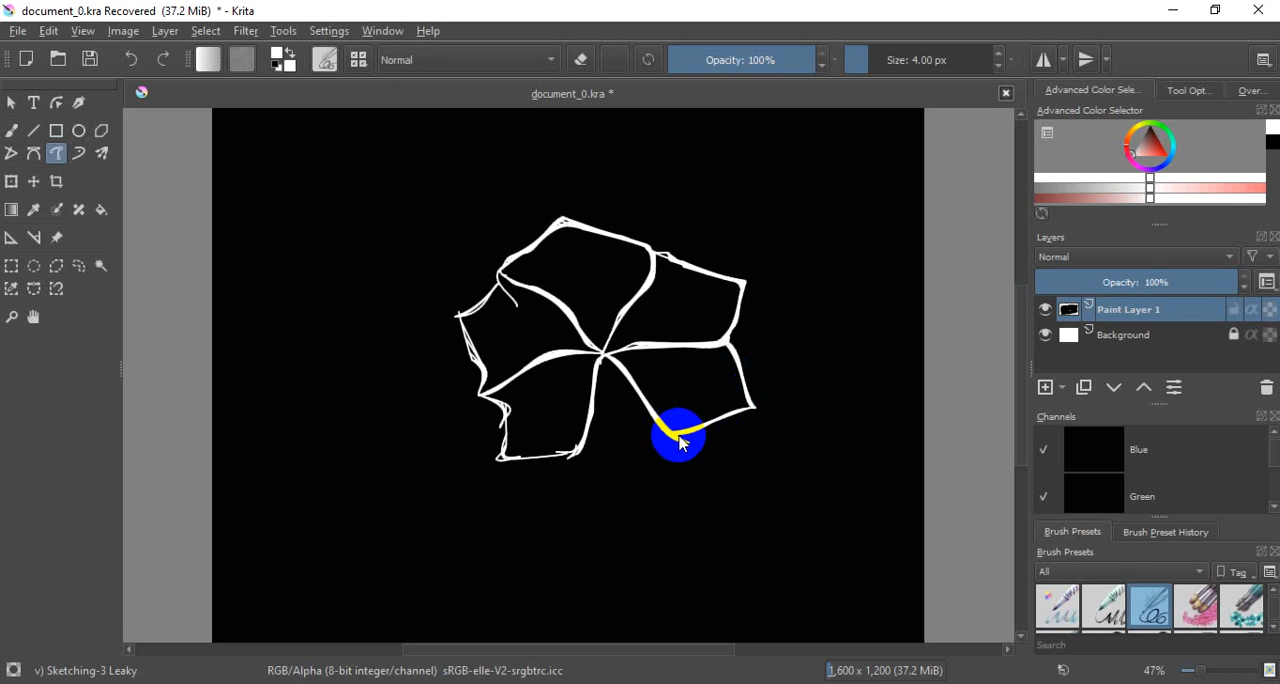 document_0.kra Recovered (37.2 MiB) * - Krita
File Edit View Image Layer Select Filter Tools Settings Window Help
Normal Opacity: 100% Size: 4.00 px
document_0.kra *
Advanced Color Sele... Tool Opt... Over...
Advanced Color Selector
Layers
Normal
Opacity: 100%
Paint Layer 1
Background
Channels
Blue
Green
Brush Presets Brush Preset History
Brush Presets
All Tag
Search
v) Sketching-3 Leaky RGB/Alpha (8-bit integer/channel) sRGB-elle-V2-srgbtrc.icc 1,600 x 1,200 (37.2 MiB) 47%